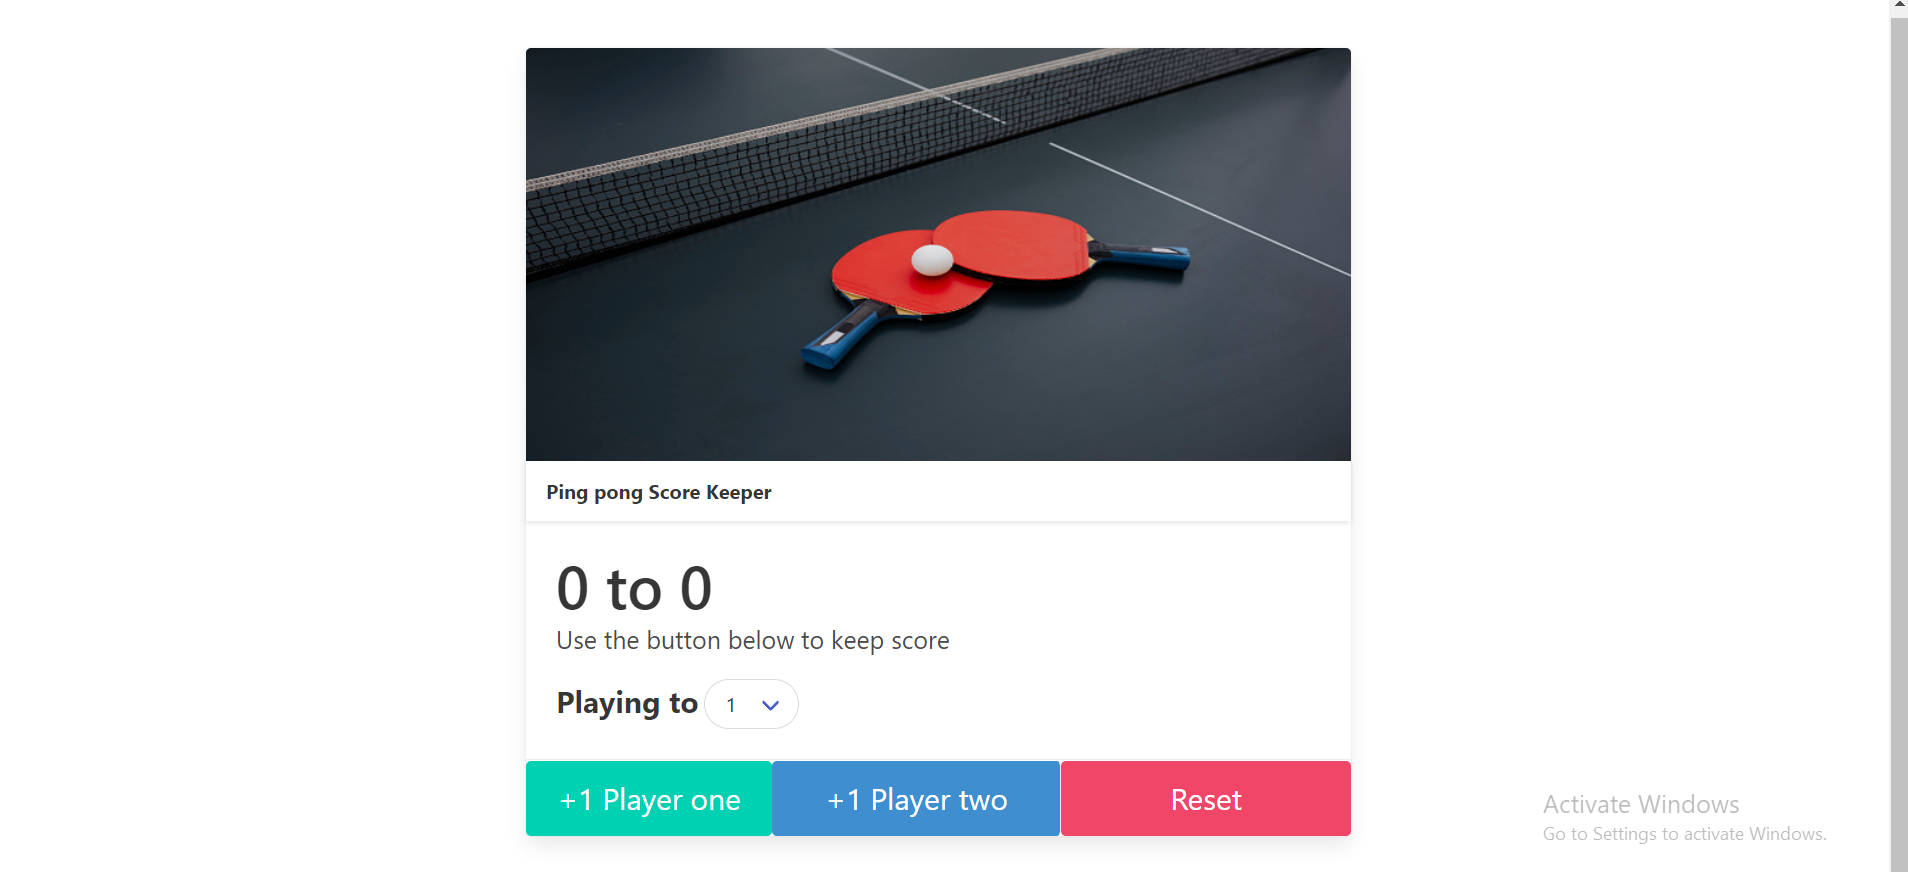 Ping pong Score Keeper
0 to 0
Use the button below to keep score
Playing to 1
+1 Player one +1 Player two Reset
Activate Windows
Go to Settings to activate Windows.